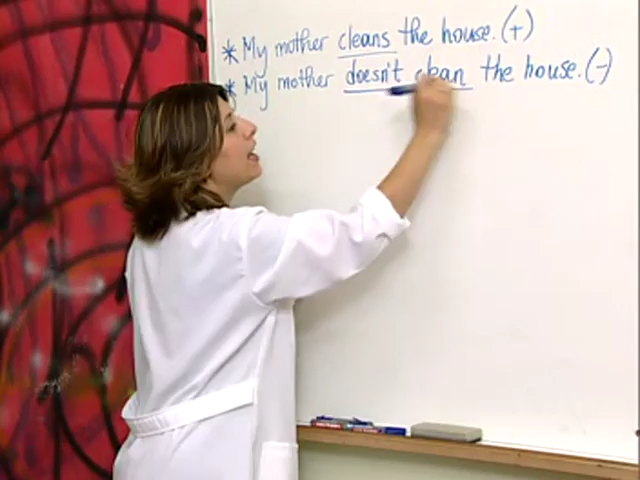 * My mother cleans the house. (+)
* My mother doesn't clean the house. (-)